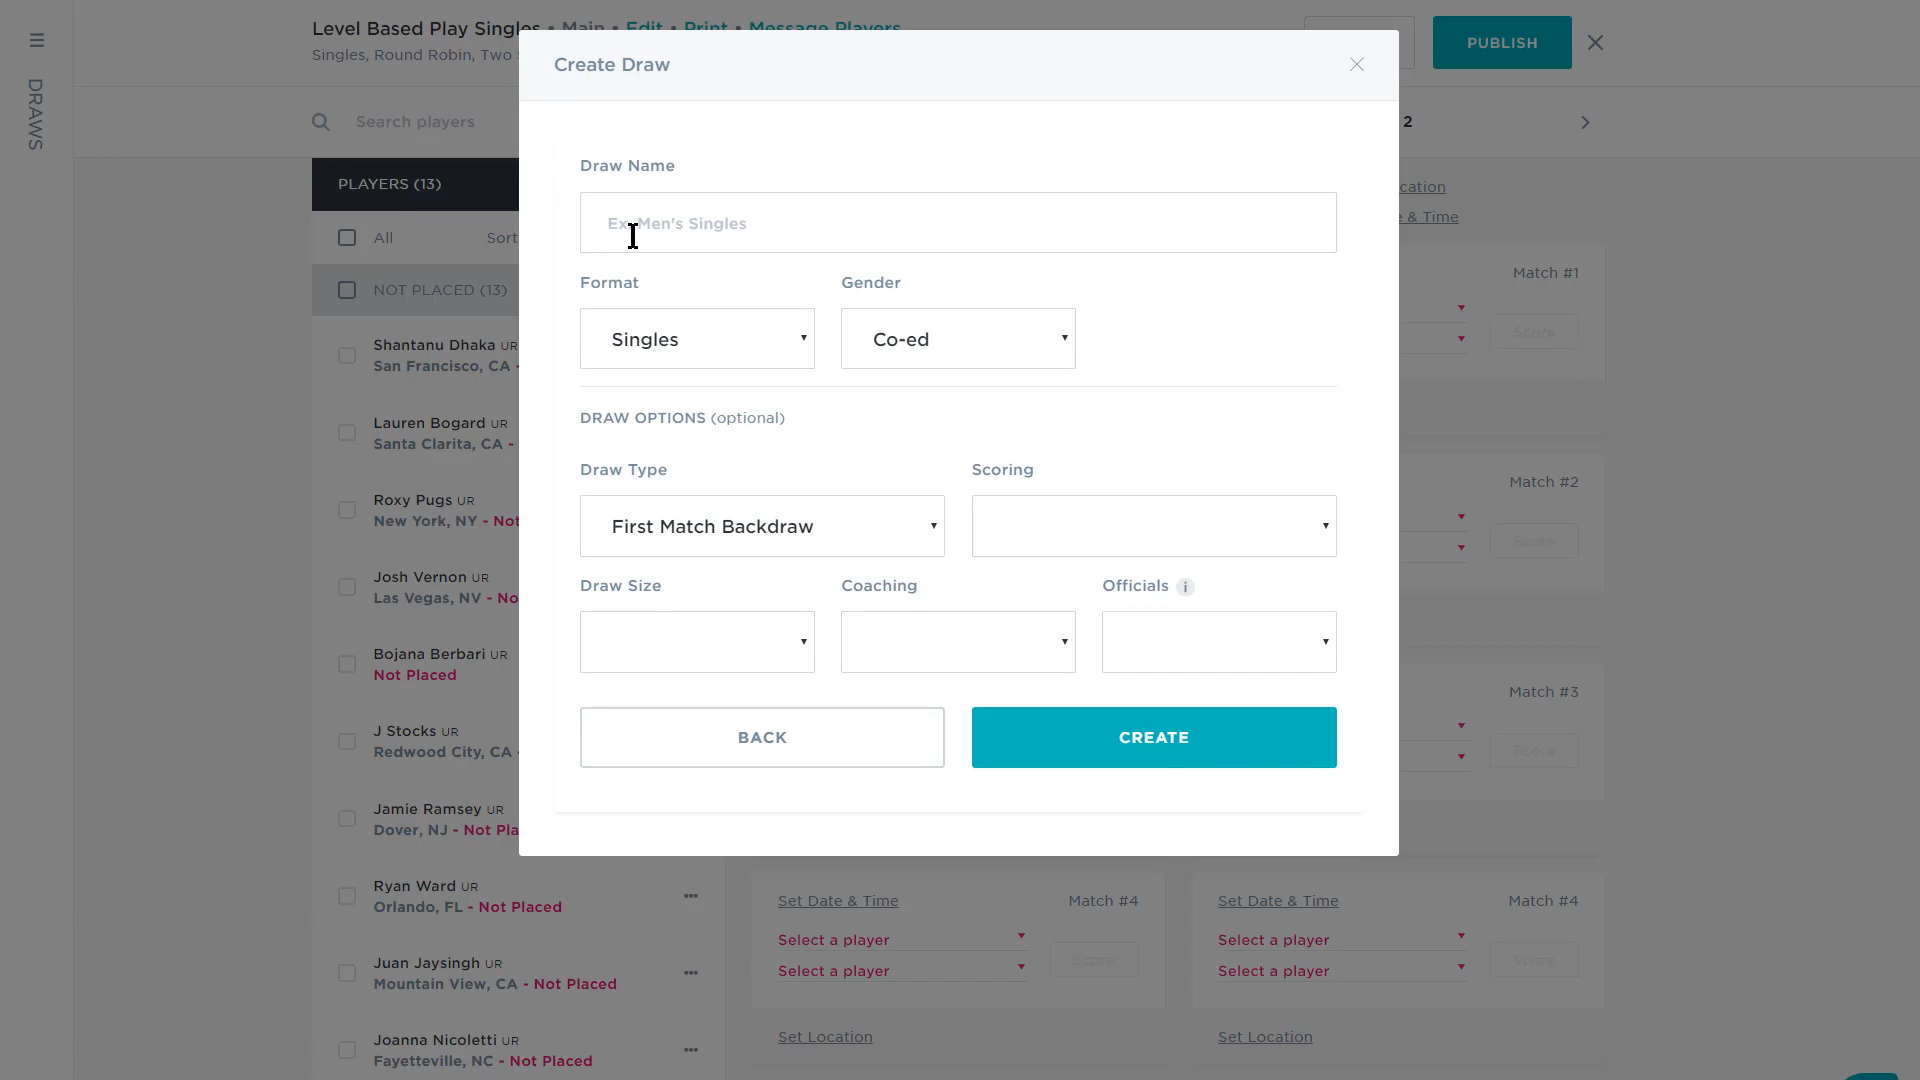 Level Based Play Singles • Main • Edit • Print • Message Players
Singles, Round Robin, Two
PUBLISH
DRAWS
Search players
2
PLAYERS (13)
All
Sort
NOT PLACED (13)
Shantanu Dhaka UR
San Francisco, CA -
Lauren Bogard UR
Santa Clarita, CA -
Roxy Pugs UR
New York, NY - Not
Josh Vernon UR
Las Vegas, NV - No
Bojana Berbari UR
Not Placed
J Stocks UR
Redwood City, CA -
Jamie Ramsey UR
Dover, NJ - Not Pla
Ryan Ward UR
Orlando, FL - Not Placed
Juan Jaysingh UR
Mountain View, CA - Not Placed
Joanna Nicoletti UR
Fayetteville, NC - Not Placed
Create Draw
Draw Name
Ex. Men's Singles
Format
Gender
Singles
Co-ed
DRAW OPTIONS (optional)
Draw Type
Scoring
First Match Backdraw
Draw Size
Coaching
Officials i
BACK
CREATE
cation
e & Time
Match #1
Score
Match #2
Score
Match #3
Score
Set Date & Time
Match #4
Select a player
Score
Select a player
Set Location
Set Date & Time
Match #4
Select a player
Score
Select a player
Set Location